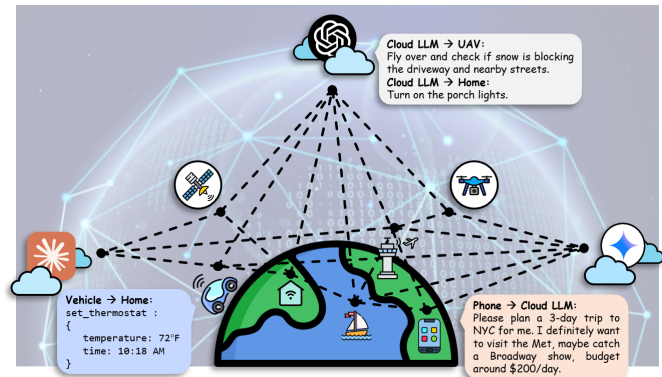 Cloud LLM → UAV:
Fly over and check if snow is blocking
the driveway and nearby streets.
Cloud LLM → Home:
Turn on the porch lights.
Vehicle → Home:
set_thermostat :
{
temperature: 72°F
time: 10:18 AM
}
Phone → Cloud LLM:
Please plan a 3-day trip to
NYC for me. I definitely want
to visit the Met, maybe catch
a Broadway show, budget
around $200/day.